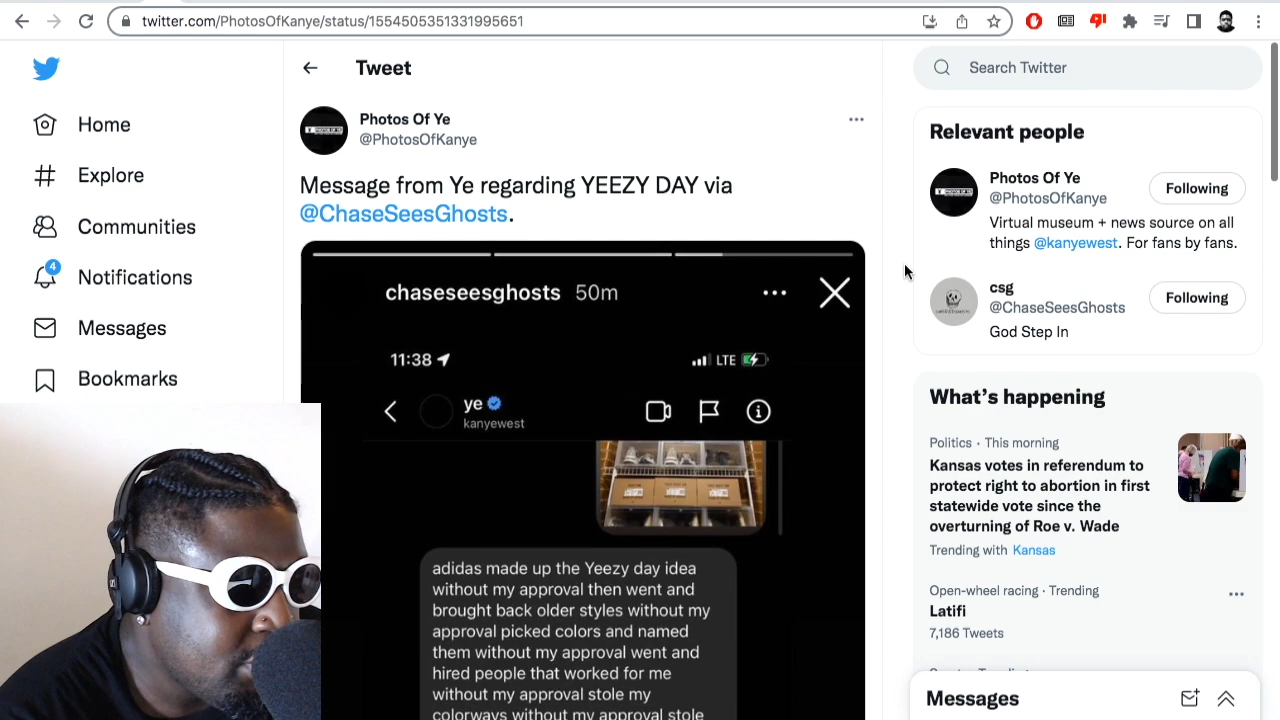 twitter.com/PhotosOfKanye/status/1554505351331995651
Tweet
Search Twitter
Home
Explore
Communities
4
Notifications
Messages
Bookmarks
Photos Of Ye
@PhotosOfKanye
Message from Ye regarding YEEZY DAY via
@ChaseSeesGhosts.
chaseseesghosts 50m
11:38
LTE
ye
kanyewest
adidas made up the Yeezy day idea
without my approval then went and
brought back older styles without my
approval picked colors and named
them without my approval went and
hired people that worked for me
without my approval stole my
colorways without my approval stole
Relevant people
Photos Of Ye
@PhotosOfKanye
Following
Virtual museum + news source on all
things @kanyewest. For fans by fans.
csg
@ChaseSeesGhosts
Following
God Step In
What’s happening
Politics · This morning
Kansas votes in referendum to
protect right to abortion in first
statewide vote since the
overturning of Roe v. Wade
Trending with Kansas
Open-wheel racing · Trending
Latifi
7,186 Tweets
Messages